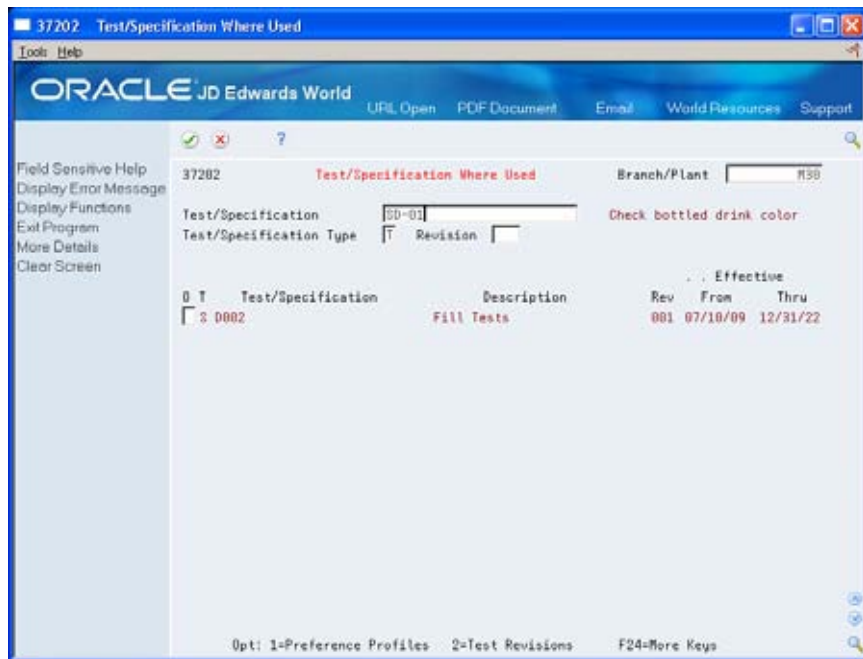 37202 Test/Specification Where Used
Tools Help
ORACLE JD Edwards World
URL Open PDF Document Email World Resources Support
?
Field Sensitive Help
Display Error Message
Display Functions
Exit Program
More Details
Clear Screen
37202 Test/Specification Where Used Branch/Plant M30
Test/Specification SD-01 Check bottled drink color
Test/Specification Type T Revision
. . Effective
O T Test/Specification Description Rev From Thru
S D002 Fill Tests 001 07/10/09 12/31/22
Opt: 1=Preference Profiles 2=Test Revisions F24=More Keys